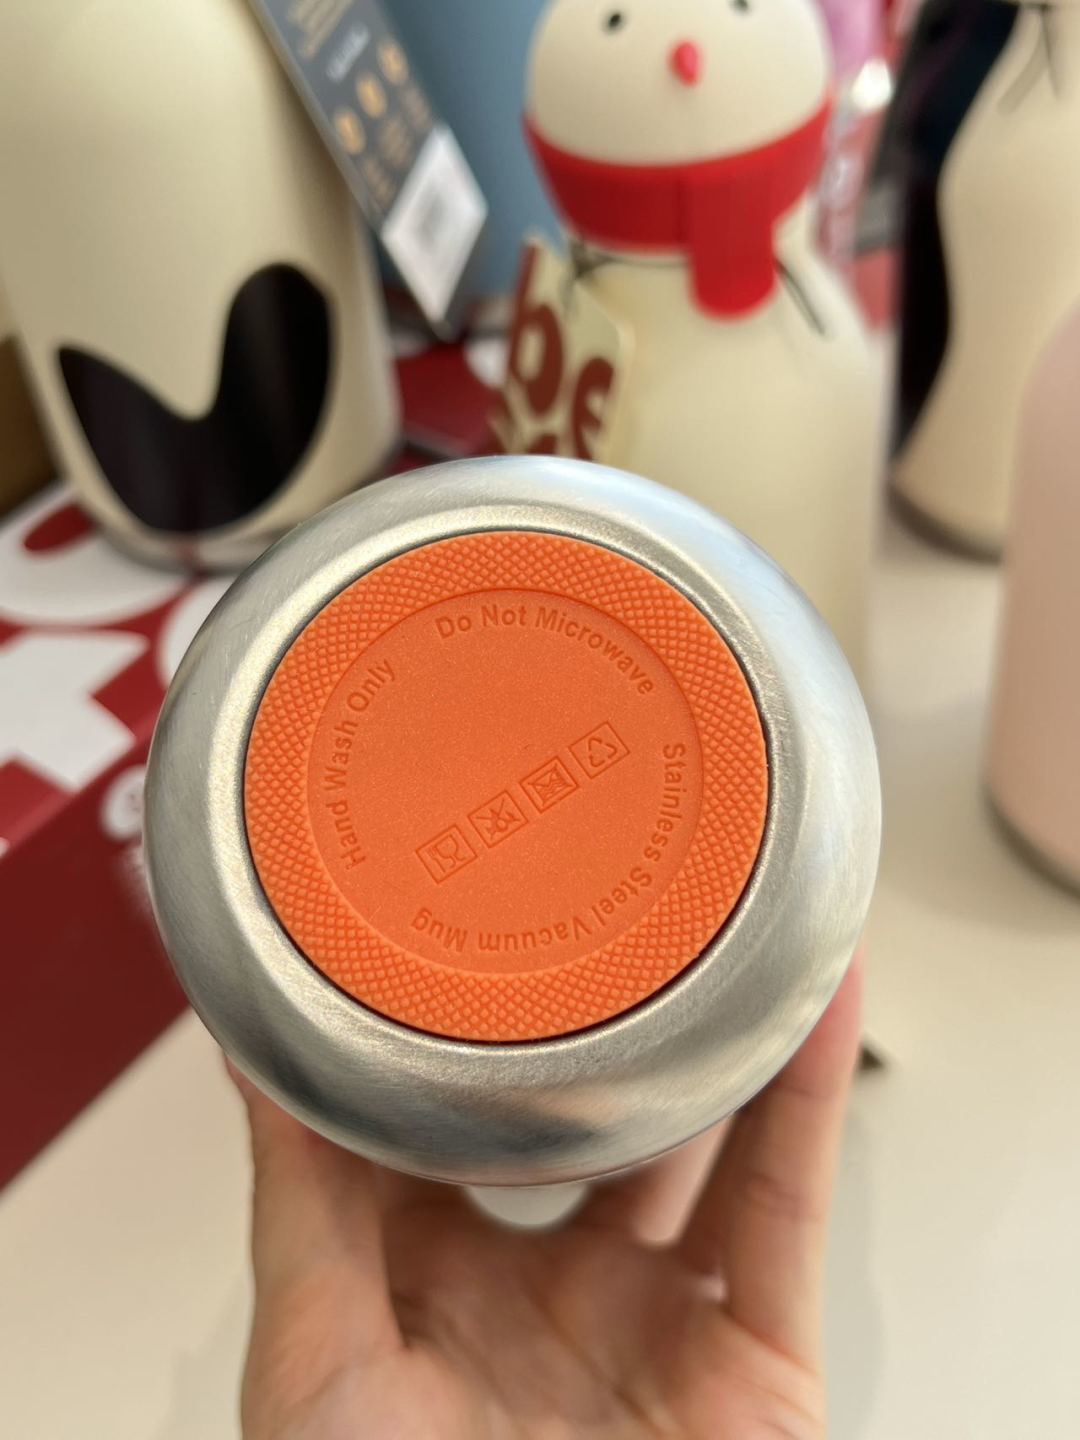 Do Not Microwave
Stainless Steel Vacuum Mug
Hand Wash Only